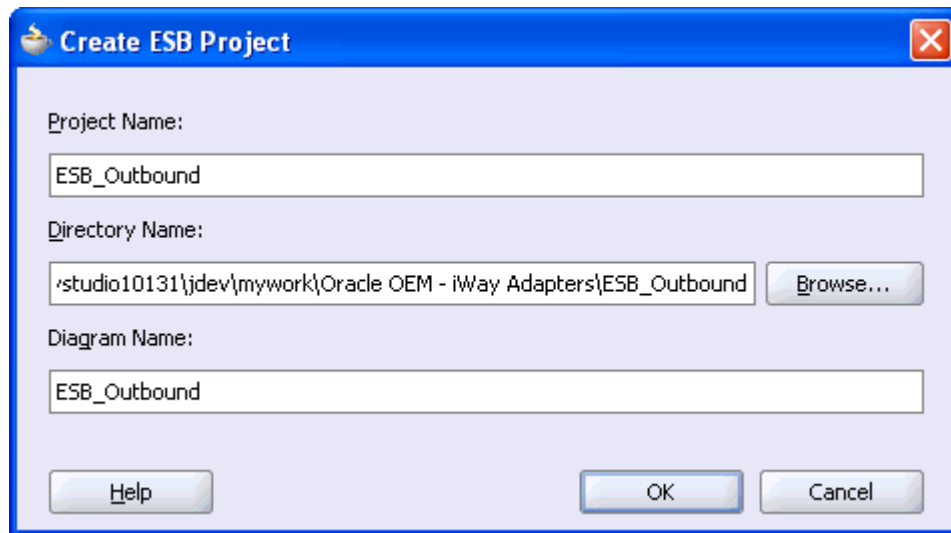 Create ESB Project
Project Name:
ESB_Outbound
Directory Name:
studio10131\jdev\mywork\Oracle OEM - iWay Adapters\ESB_Outbound
Browse...
Diagram Name:
ESB_Outbound
Help
OK
Cancel